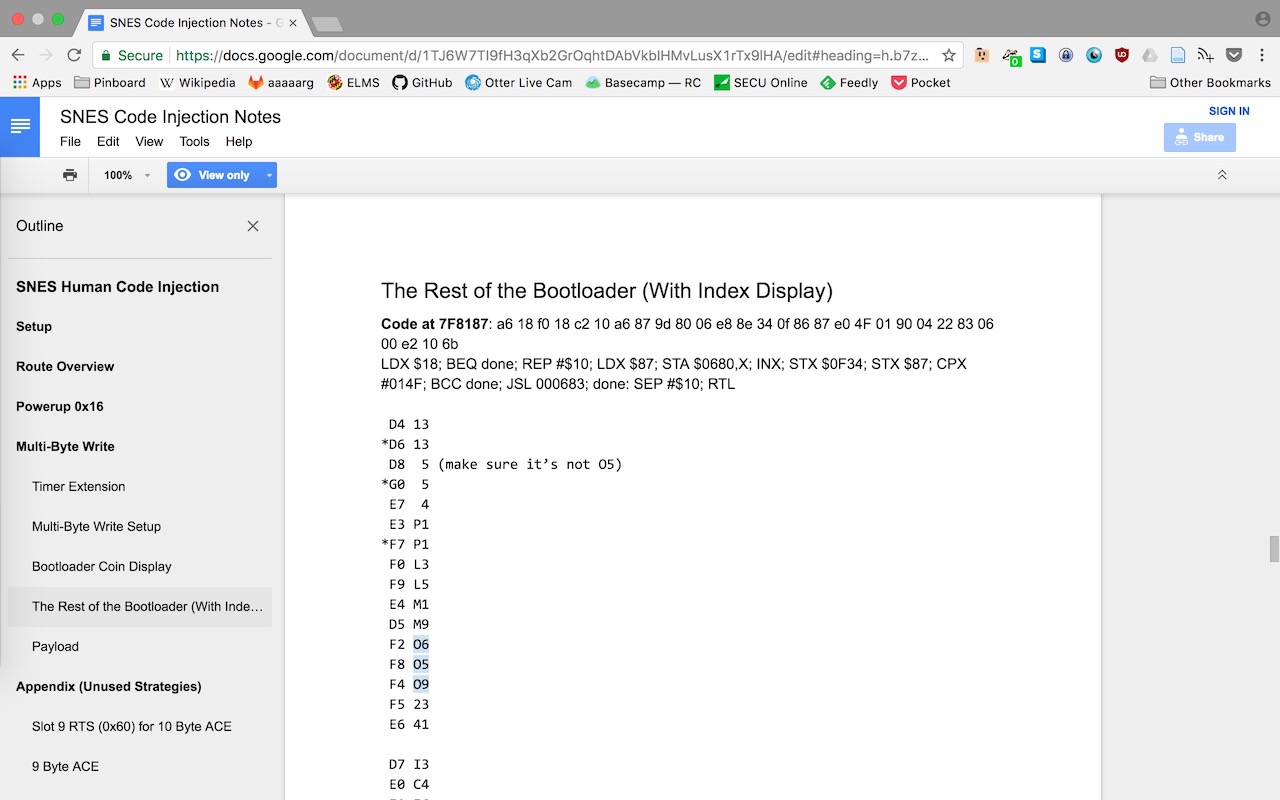 SNES Code Injection Notes - G
Secure
https://docs.google.com/document/d/1TJ6W7TI9fH3qXb2GrOqhtDAbVkbIHMvLusX1rTx9lHA/edit#heading=h.b7z...
0
Apps
Pinboard
Wikipedia
aaaaarg
ELMS
GitHub
Otter Live Cam
Basecamp — RC
SECU Online
Feedly
Pocket
Other Bookmarks
SNES Code Injection Notes
SIGN IN
File Edit View Tools Help
Share
100%
View only
Outline
SNES Human Code Injection
Setup
Route Overview
Powerup 0x16
Multi-Byte Write
Timer Extension
Multi-Byte Write Setup
Bootloader Coin Display
The Rest of the Bootloader (With Inde...
Payload
Appendix (Unused Strategies)
Slot 9 RTS (0x60) for 10 Byte ACE
9 Byte ACE
The Rest of the Bootloader (With Index Display)
Code at 7F8187: a6 18 f0 18 c2 10 a6 87 9d 80 06 e8 8e 34 0f 86 87 e0 4F 01 90 04 22 83 06
00 e2 10 6b
LDX $18; BEQ done; REP #$10; LDX $87; STA $0680,X; INX; STX $0F34; STX $87; CPX
#014F; BCC done; JSL 000683; done: SEP #$10; RTL
D4 13
*D6 13
D8 5 (make sure it’s not O5)
*G0 5
E7 4
E3 P1
*F7 P1
F0 L3
F9 L5
E4 M1
D5 M9
F2 O6
F8 O5
F4 O9
F5 23
E6 41
D7 I3
E0 C4